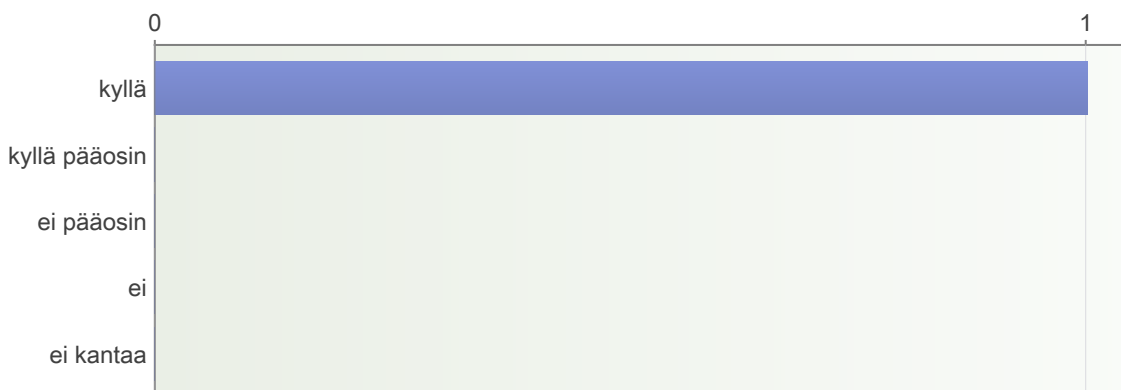 0 1
kyllä
kyllä pääosin
ei pääosin
ei
ei kantaa